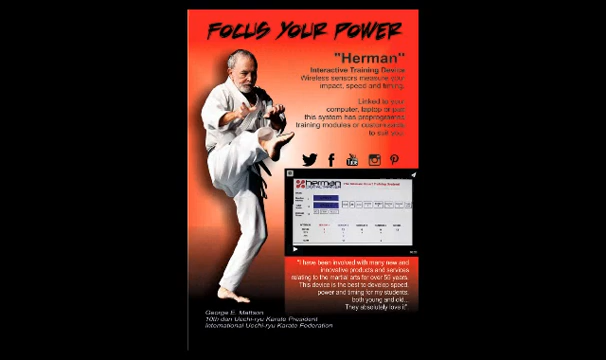 FOCUS YOUR POWER
"Herman"
Interactive Training Device
Wireless sensors measure your
impact, speed and timing.
Linked to your
computer, laptop or pad
this system has preprogrammed
training modules or customizable
to suit you.
herman
"I have been involved with many new and
innovative products and services
relating to the martial arts for over 55 years.
This device is the best to develop speed,
power and timing for my students,
both young and old...
They absolutely love it"
George E. Mattson
10th dan Uechi-ryu Karate President
International Uechi-ryu Karate Federation